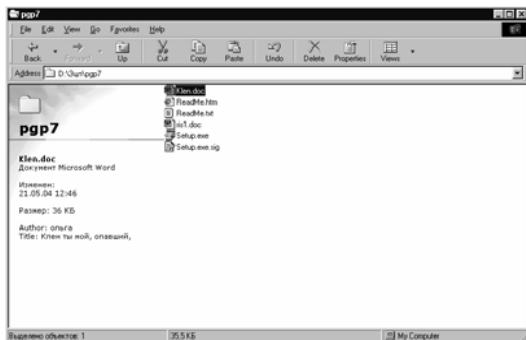 pgp7
File Edit View Go Favorites Help
Back Forward Up Cut Copy Paste Undo Delete Properties Views
Address D:\3un\pgp7
Klen.doc
ReadMe.htm
ReadMe.txt
ris1.doc
Setup.exe
Setup.exe.sig
pgp7
Klen.doc
Документ Microsoft Word
Изменен:
21.05.04 12:46
Размер: 36 КБ
Author: ольга
Title: Клен ты мой, опавший,
Выделено объектов: 1 35.5 КБ My Computer